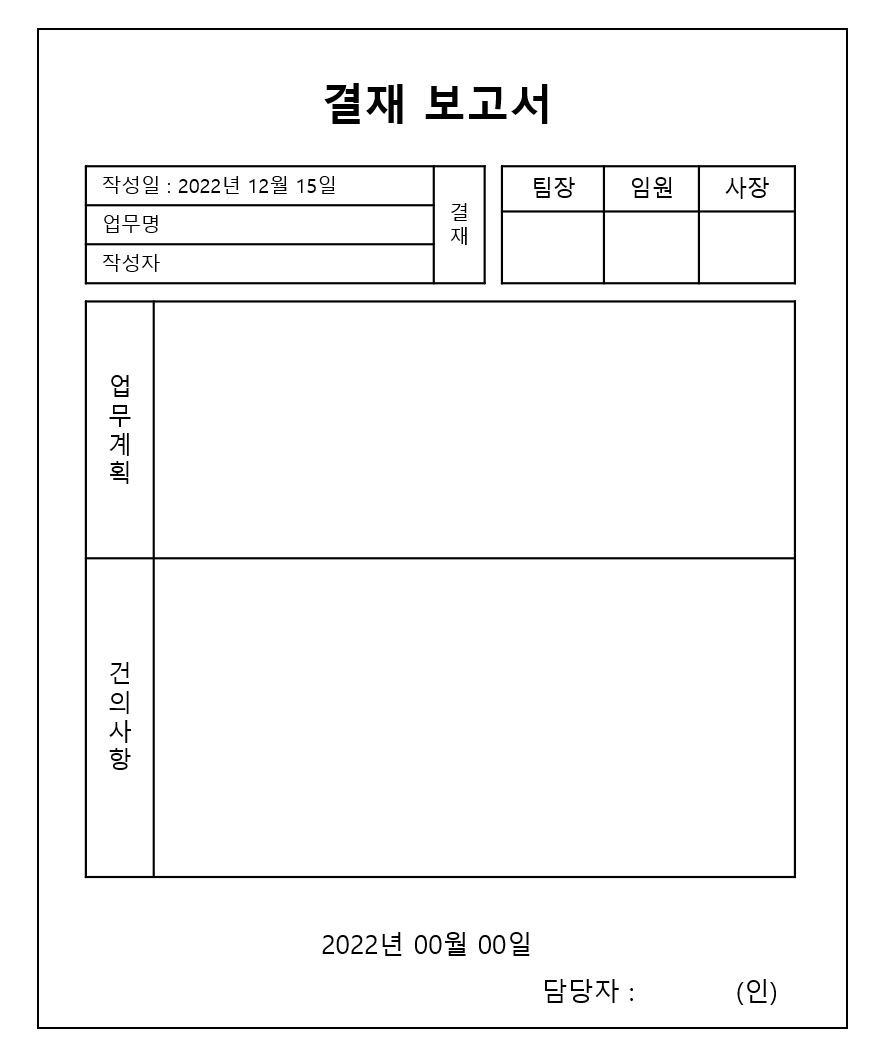 결재 보고서
작성일 : 2022년 12월 15일
업무명
작성자
결
재
팀장 임원 사장
업
무
계
획
건
의
사
항
2022년 00월 00일
담당자 : (인)